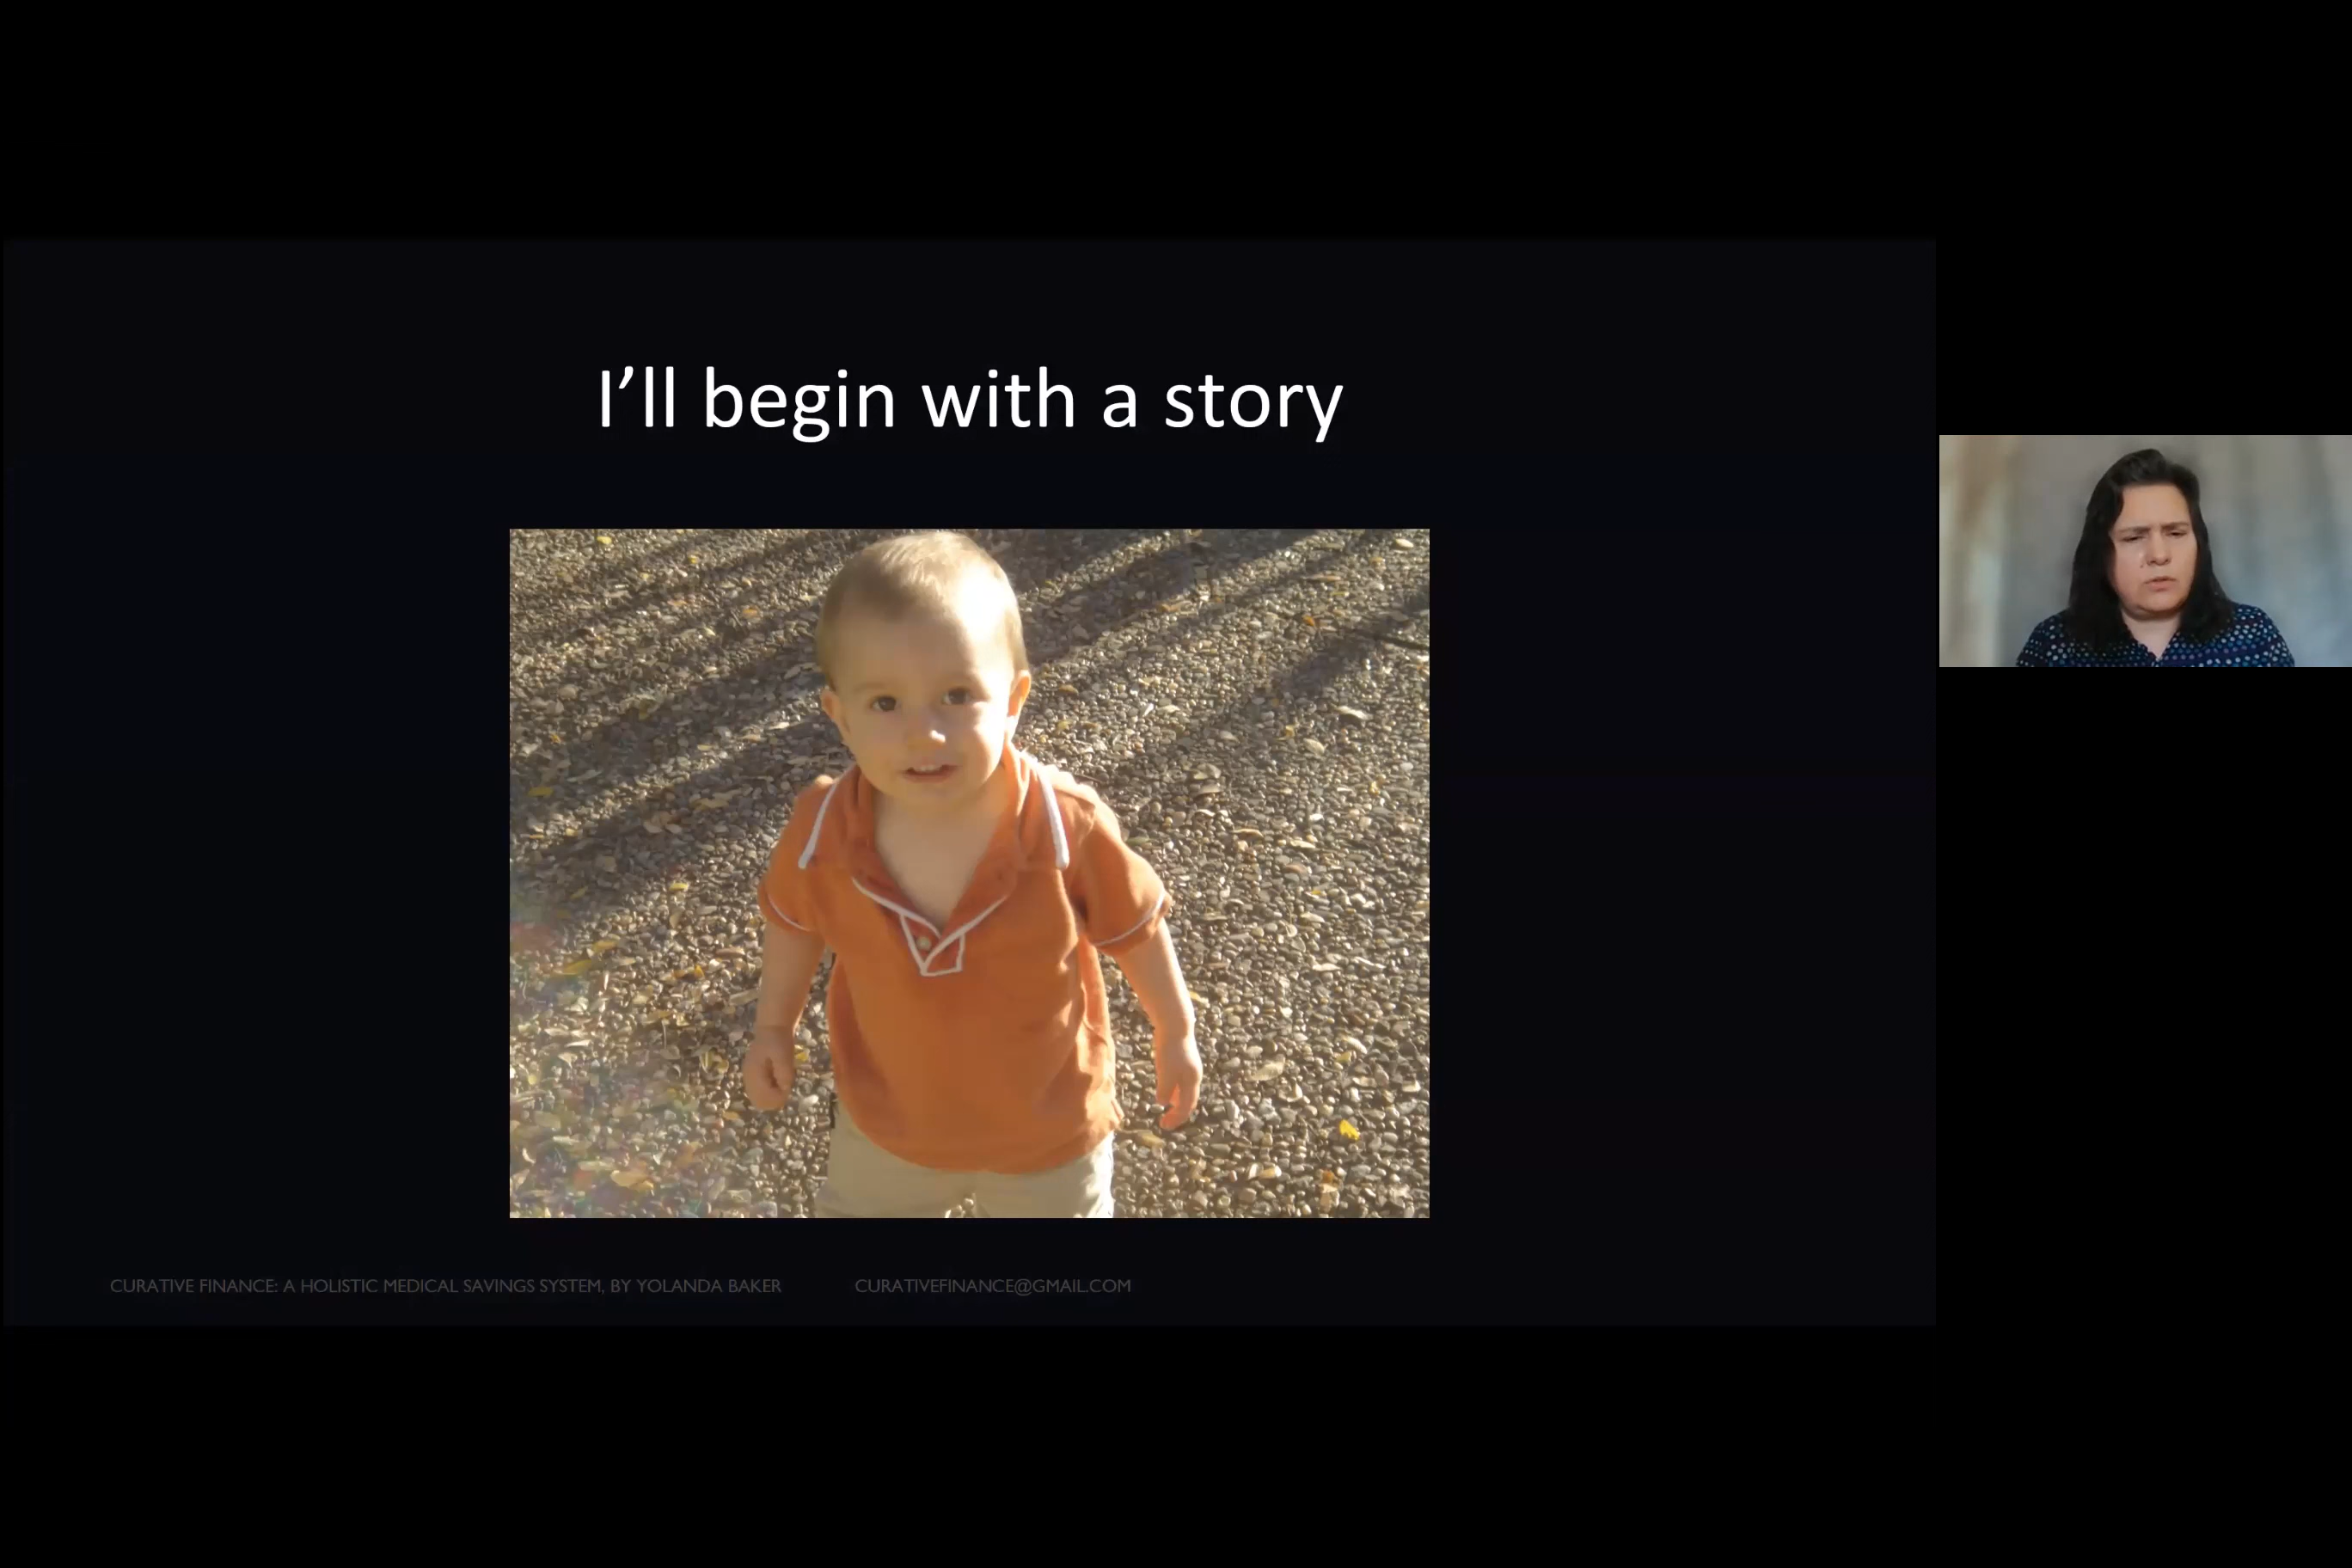 I’ll begin with a story
CURATIVE FINANCE: A HOLISTIC MEDICAL SAVINGS SYSTEM, BY YOLANDA BAKER CURATIVEFINANCE@GMAIL.COM